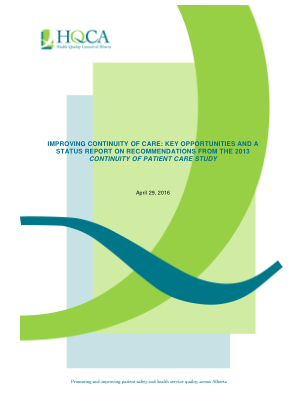 HQCA
Health Quality Council of Alberta
IMPROVING CONTINUITY OF CARE: KEY OPPORTUNITIES AND A
STATUS REPORT ON RECOMMENDATIONS FROM THE 2013
CONTINUITY OF PATIENT CARE STUDY
April 29, 2016
Promoting and improving patient safety and health service quality across Alberta